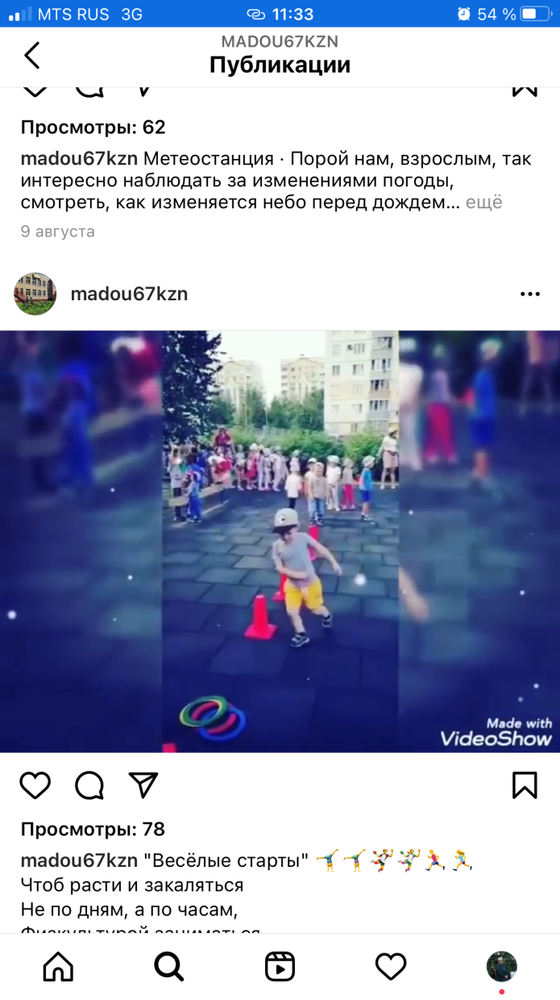 MTS RUS 3G 11:33 54 %
MADOU67KZN
Публикации
Просмотры: 62
madou67kzn Метеостанция · Порой нам, взрослым, так
интересно наблюдать за изменениями погоды,
смотреть, как изменяется небо перед дождем... ещё
9 августа
madou67kzn
Made with
VideoShow
Просмотры: 78
madou67kzn "Весёлые старты"
Чтоб расти и закаляться
Не по дням, а по часам,
Физкультурой заниматься